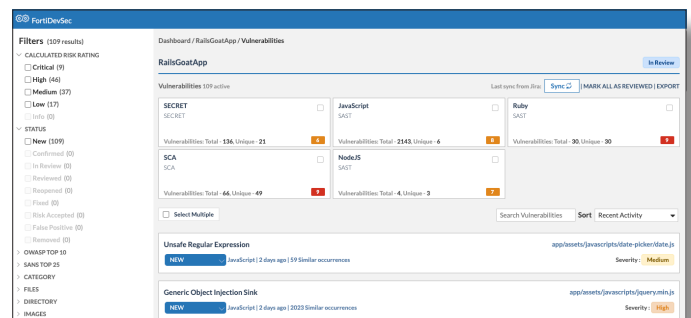 FortiDevSec
Filters (109 results)
CALCULATED RISK RATING
Critical (9)
High (46)
Medium (37)
Low (17)
Info (0)
STATUS
New (109)
Confirmed (0)
In Review (0)
Reviewed (0)
Reopened (0)
Fixed (0)
Risk Accepted (0)
False Positive (0)
Removed (0)
OWASP TOP 10
SANS TOP 25
CATEGORY
FILES
DIRECTORY
IMAGES
Dashboard / RailsGoatApp / Vulnerabilities
RailsGoatApp In Review
Vulnerabilities 109 active Last sync from Jira: Sync | MARK ALL AS REVIEWED | EXPORT
SECRET
SECRET
Vulnerabilities: Total - 136, Unique - 21 6
JavaScript
SAST
Vulnerabilities: Total - 2143, Unique - 6 8
Ruby
SAST
Vulnerabilities: Total - 30, Unique - 30 9
SCA
SCA
Vulnerabilities: Total - 66, Unique - 49 9
NodeJS
SAST
Vulnerabilities: Total - 4, Unique - 3 7
Select Multiple Search Vulnerabilities Sort Recent Activity
Unsafe Regular Expression app/assets/javascripts/date-picker/date.js
NEW JavaScript | 2 days ago | 59 Similar occurrences Severity: Medium
Generic Object Injection Sink app/assets/javascripts/jquery.min.js
NEW JavaScript | 2 days ago | 2023 Similar occurrences Severity: High